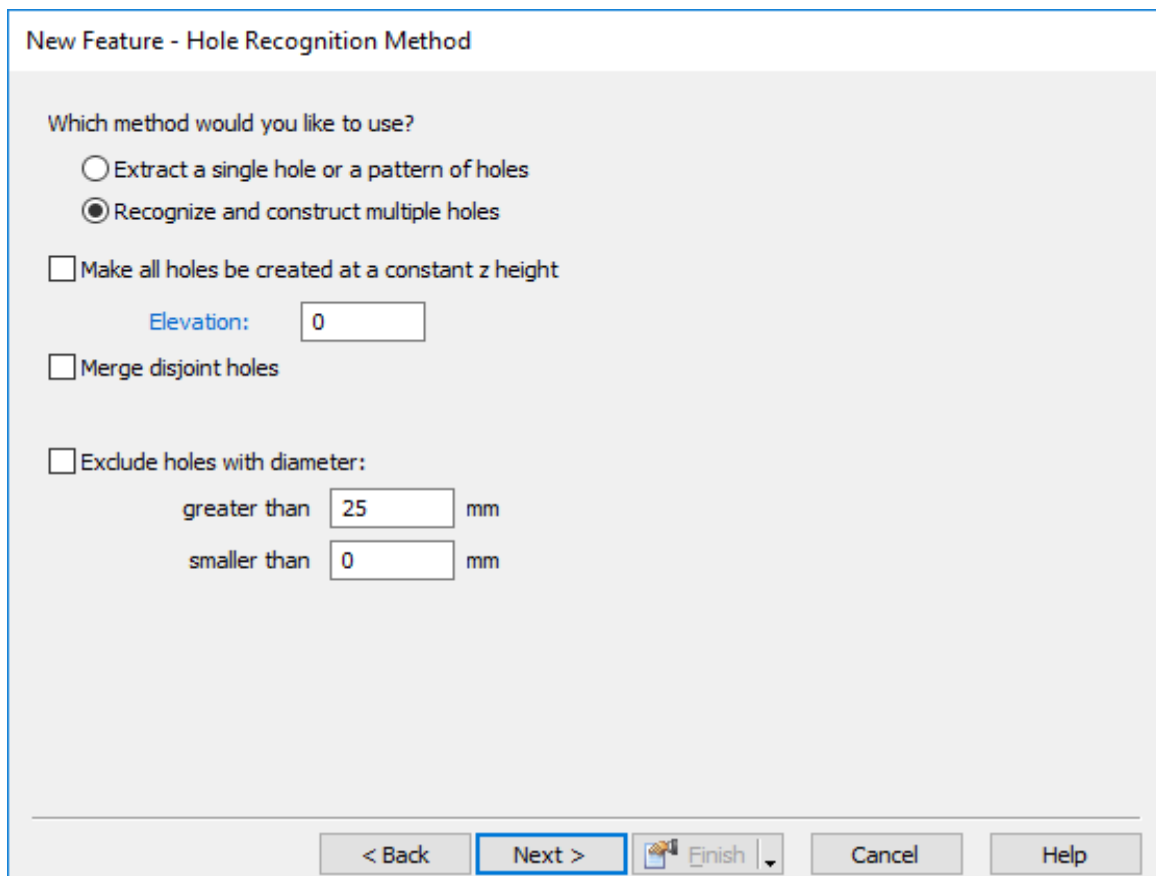 New Feature - Hole Recognition Method
Which method would you like to use?
Extract a single hole or a pattern of holes
Recognize and construct multiple holes
Make all holes be created at a constant z height
Elevation: 0
Merge disjoint holes
Exclude holes with diameter:
greater than 25 mm
smaller than 0 mm
< Back Next > Finish Cancel Help